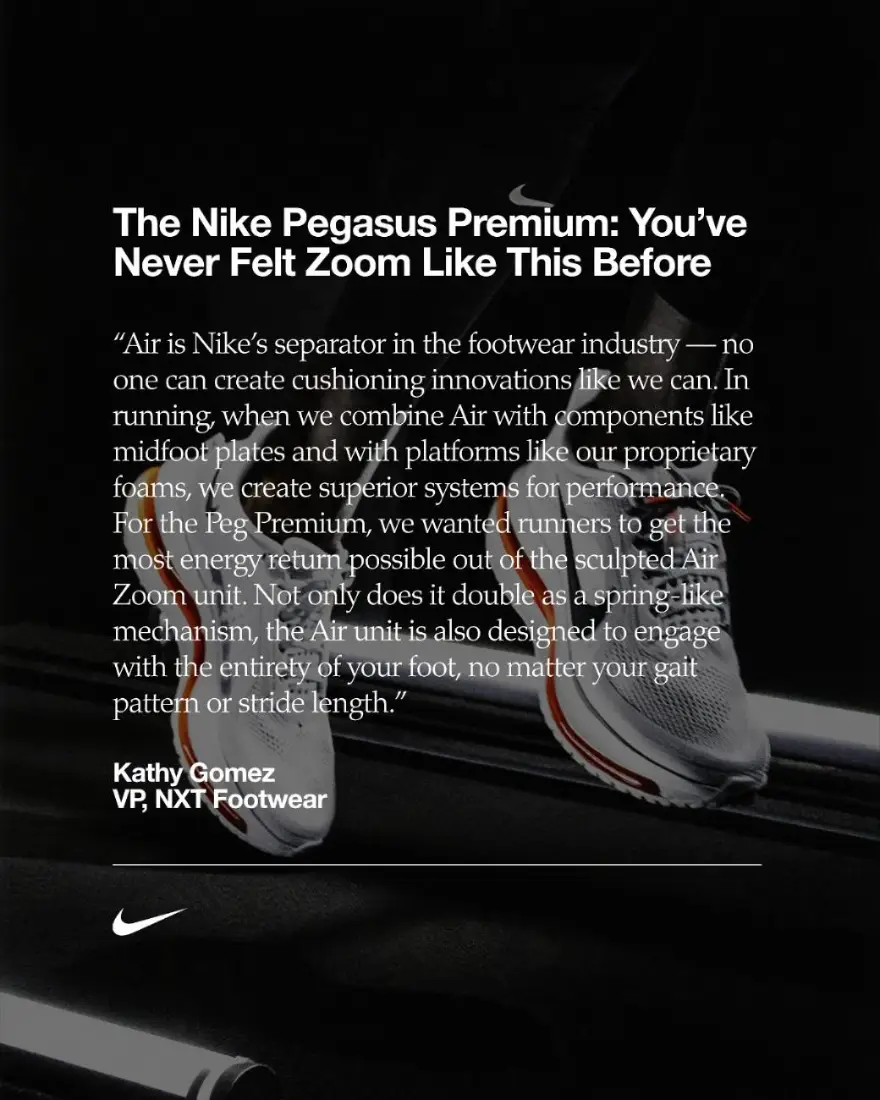 The Nike Pegasus Premium: You’ve
Never Felt Zoom Like This Before
“Air is Nike’s separator in the footwear industry — no
one can create cushioning innovations like we can. In
running, when we combine Air with components like
midfoot plates and with platforms like our proprietary
foams, we create superior systems for performance.
For the Peg Premium, we wanted runners to get the
most energy return possible out of the sculpted Air
Zoom unit. Not only does it double as a spring-like
mechanism, the Air unit is also designed to engage
with the entirety of your foot, no matter your gait
pattern or stride length.”
Kathy Gomez
VP, NXT Footwear